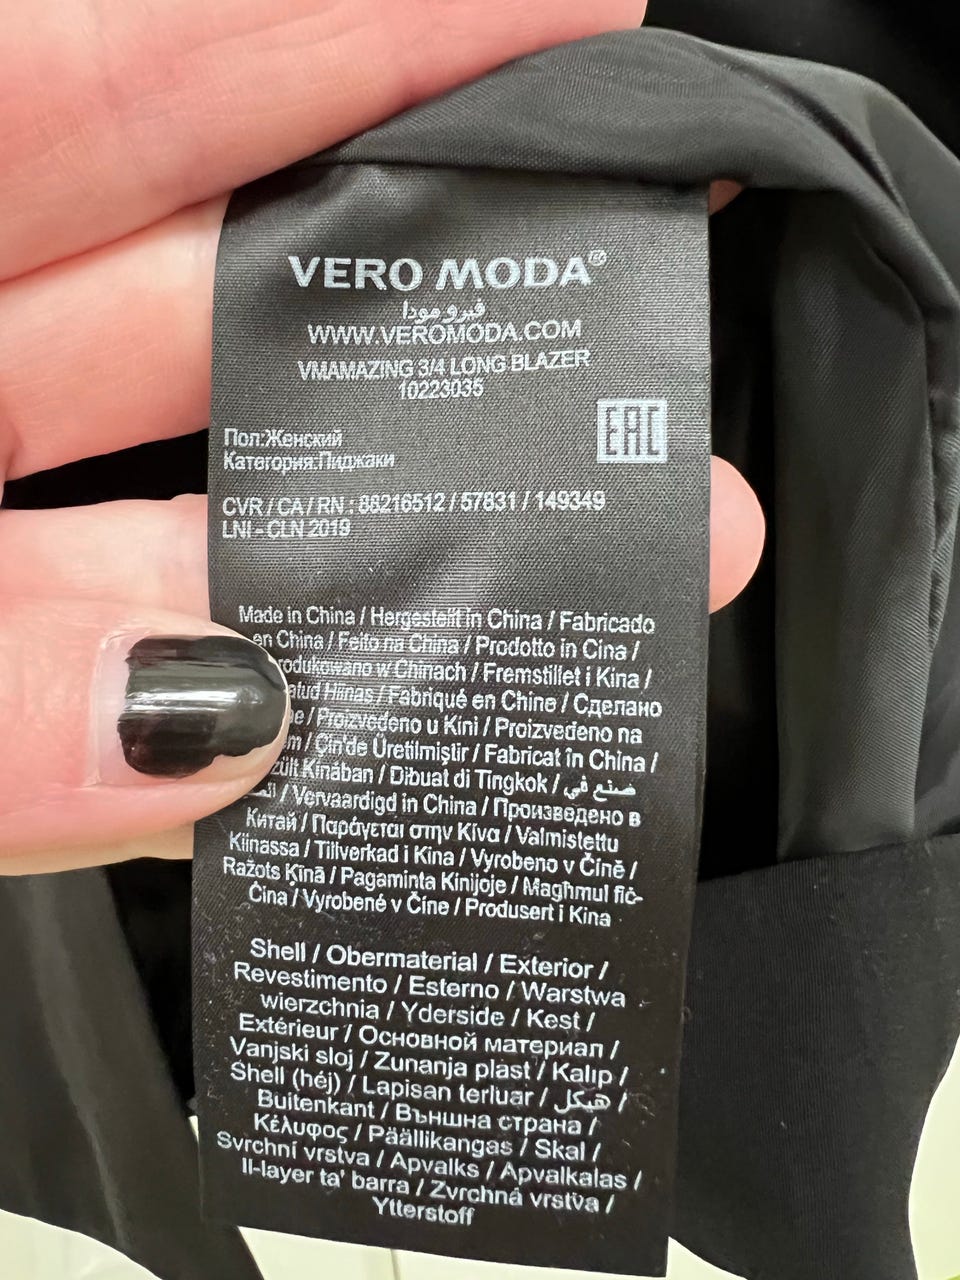 VERO MODA®
فيرو مودا
WWW.VEROMODA.COM
VMAMAZING 3/4 LONG BLAZER
10223035
EAC
Пол:Женский
Категория:Пиджаки
CVR / CA / RN : 88216512 / 57831 / 149349
LNI - CLN 2019
Made in China / Hergestellt in China / Fabricado
en China / Feito na China / Prodotto in Cina /
w Chinach / Fremstillet i Kina /
Hiinas / Fabriqué en Chine / Сделано
/ Proizvedeno u Kini / Proizvedeno na
/ Çin'de Üretilmiştir / Fabricat în China /
Kínában / Dibuat di Tingkok / صنع في
/ Vervaardigd in China / Произведено в
Китай / Παράγεται στην Κίνα / Valmistettu
Kiinassa / Tillverkad i Kina / Vyrobeno v Číně /
Ražots Ķīnā / Pagaminta Kinijoje / Magħmul fiċ-
Ċina / Vyrobené v Číne / Produsert i Kina
Shell / Obermaterial / Exterior /
Revestimento / Esterno / Warstwa
wierzchnia / Yderside / Kest /
Extérieur / Основной материал /
Vanjski sloj / Zunanja plast / Kalıp /
Shell (héj) / Lapisan terluar / هيكل /
Buitenkant / Външна страна /
Κέλυφος / Päällikangas / Skal /
Svrchní vrstva / Apvalks / Apvalkalas /
Il-layer ta' barra / Zvrchná vrstva /
Ytterstoff